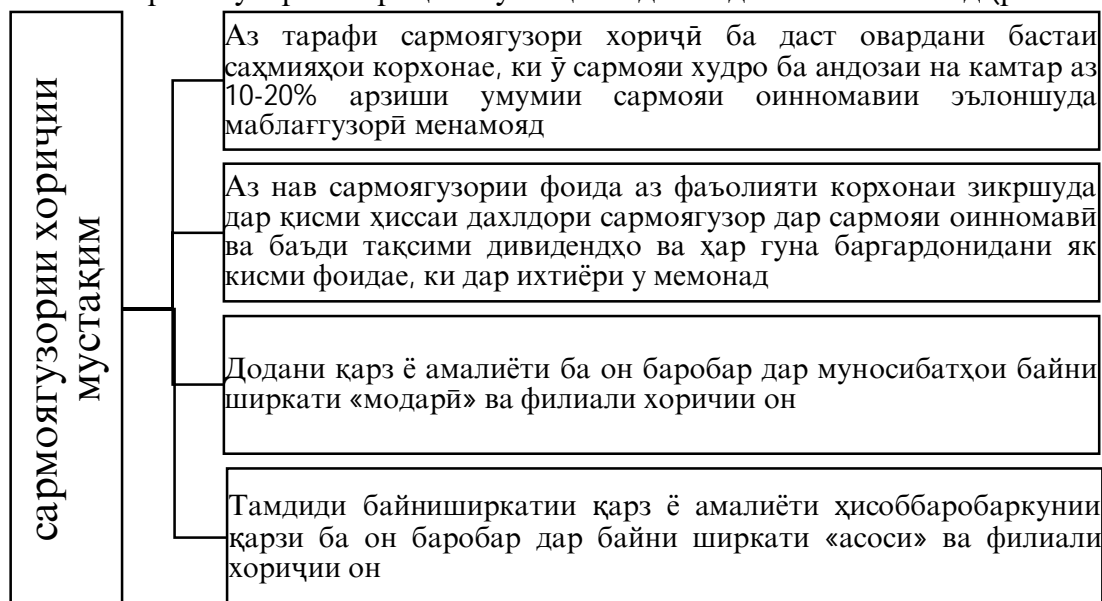 сармоягузории хориҷии
мустақим
Аз тарафи сармоягузори хориҷӣ ба даст овардани бастаи
саҳмияҳои корхонае, ки ӯ сармояи худро ба андозаи на камтар аз
10-20% арзиши умумии сармояи оинномавии эълоншуда
маблағгузорӣ менамояд
Аз нав сармоягузории фоида аз фаъолияти корхонаи зикршуда
дар қисми ҳиссаи дахлдори сармоягузор дар сармояи оинномавӣ
ва баъди тақсими дивидендҳо ва ҳар гуна баргардонидани як
кисми фоидае, ки дар ихтиёри у мемонад
Додани қарз ё амалиёти ба он баробар дар муносибатҳои байни
ширкати «модарӣ» ва филиали хоричии он
Тамдиди байниширкатии қарз ё амалиёти ҳисоббаробаркунии
қарзи ба он баробар дар байни ширкати «асоси» ва филиали
хориҷии он